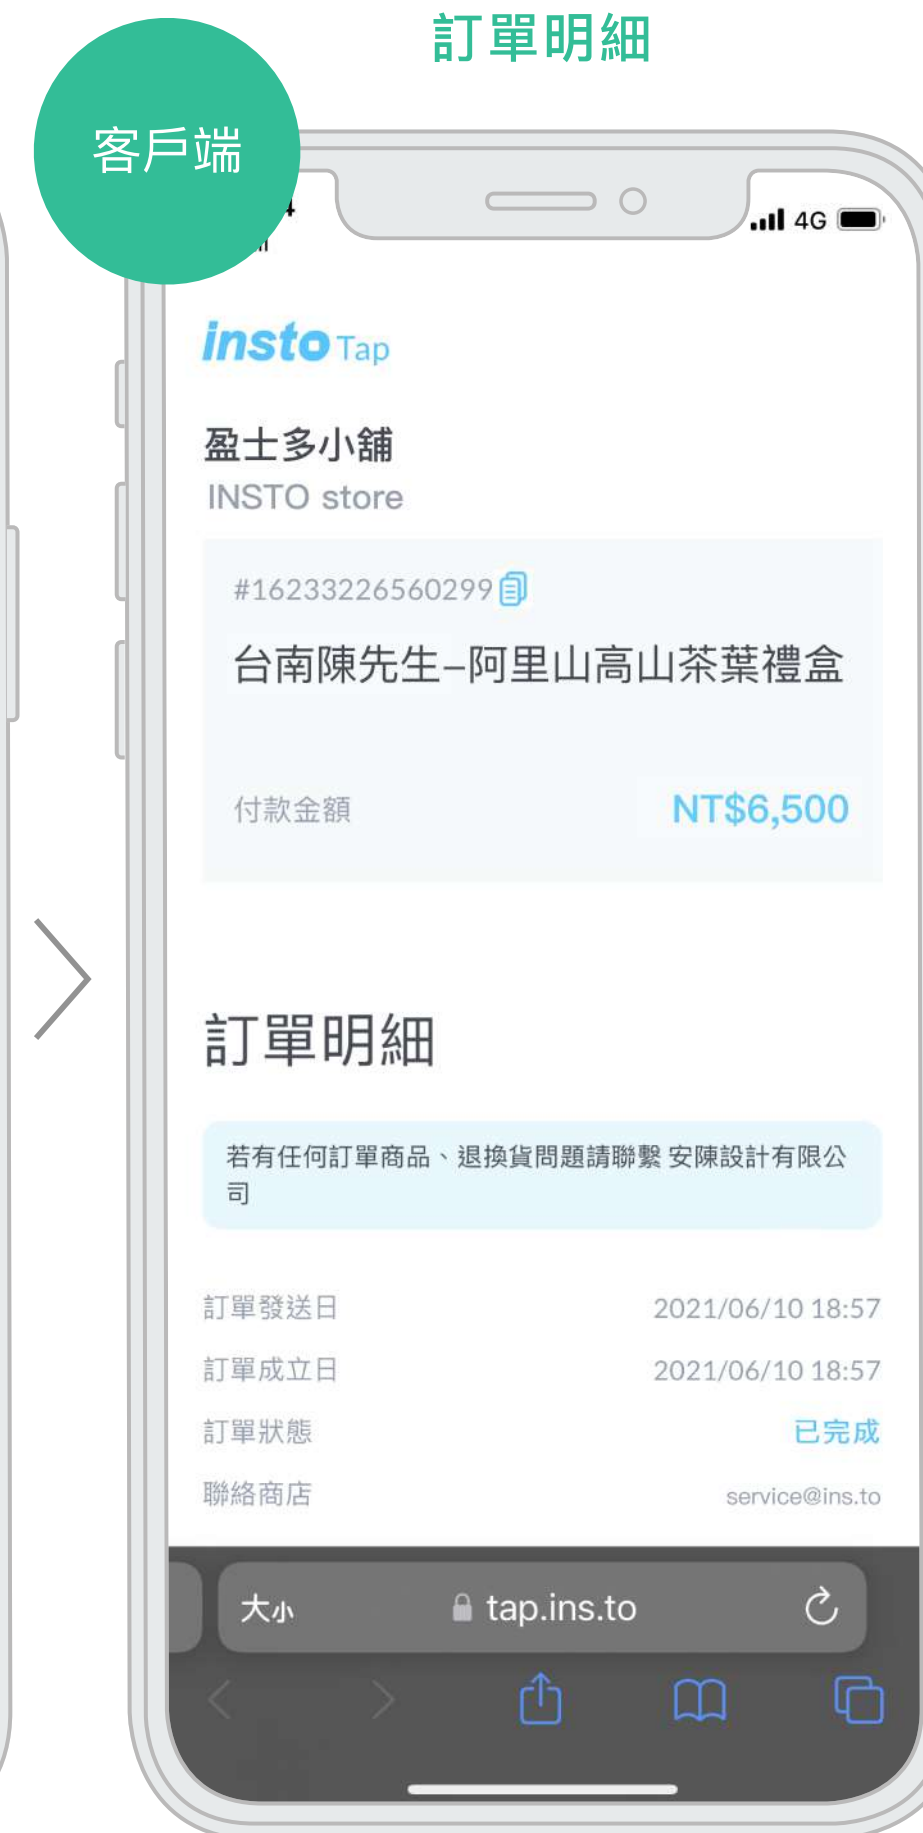 訂單明細
客戶端
4G
insto Tap
盈士多小舖
INSTO store
#16233226560299
台南陳先生–阿里山高山茶葉禮盒
付款金額 NT$6,500
訂單明細
若有任何訂單商品、退換貨問題請聯繫 安陳設計有限公
司
訂單發送日 2021/06/10 18:57
訂單成立日 2021/06/10 18:57
訂單狀態 已完成
聯絡商店 service@ins.to
大小 tap.ins.to